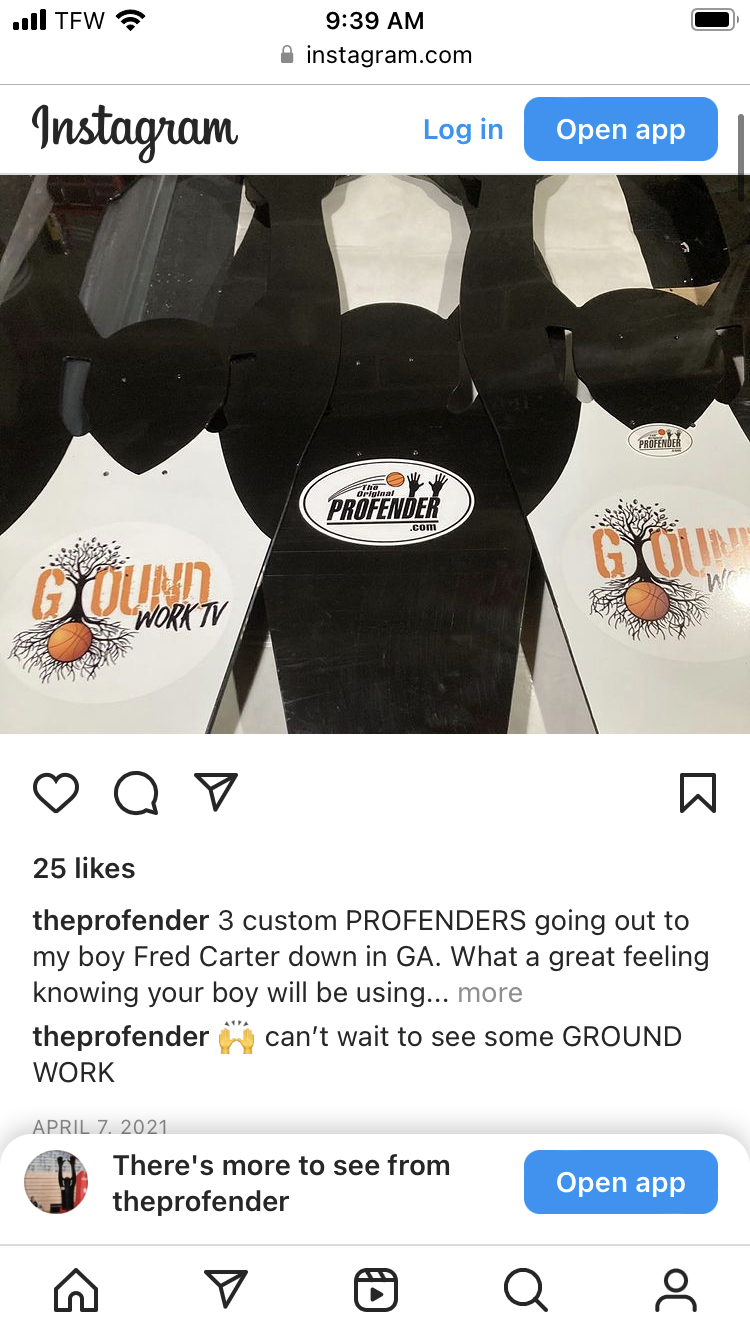 TFW 9:39 AM
instagram.com
Instagram
Log in
Open app
The
Original
PROFENDER
.com
The
Original
PROFENDER
.com
GROUND
WORK TV
GROUN
WO
25 likes
theprofender 3 custom PROFENDERS going out to
my boy Fred Carter down in GA. What a great feeling
knowing your boy will be using... more
theprofender 🙌 can’t wait to see some GROUND
WORK
APRIL 7, 2021
There's more to see from
theprofender
Open app